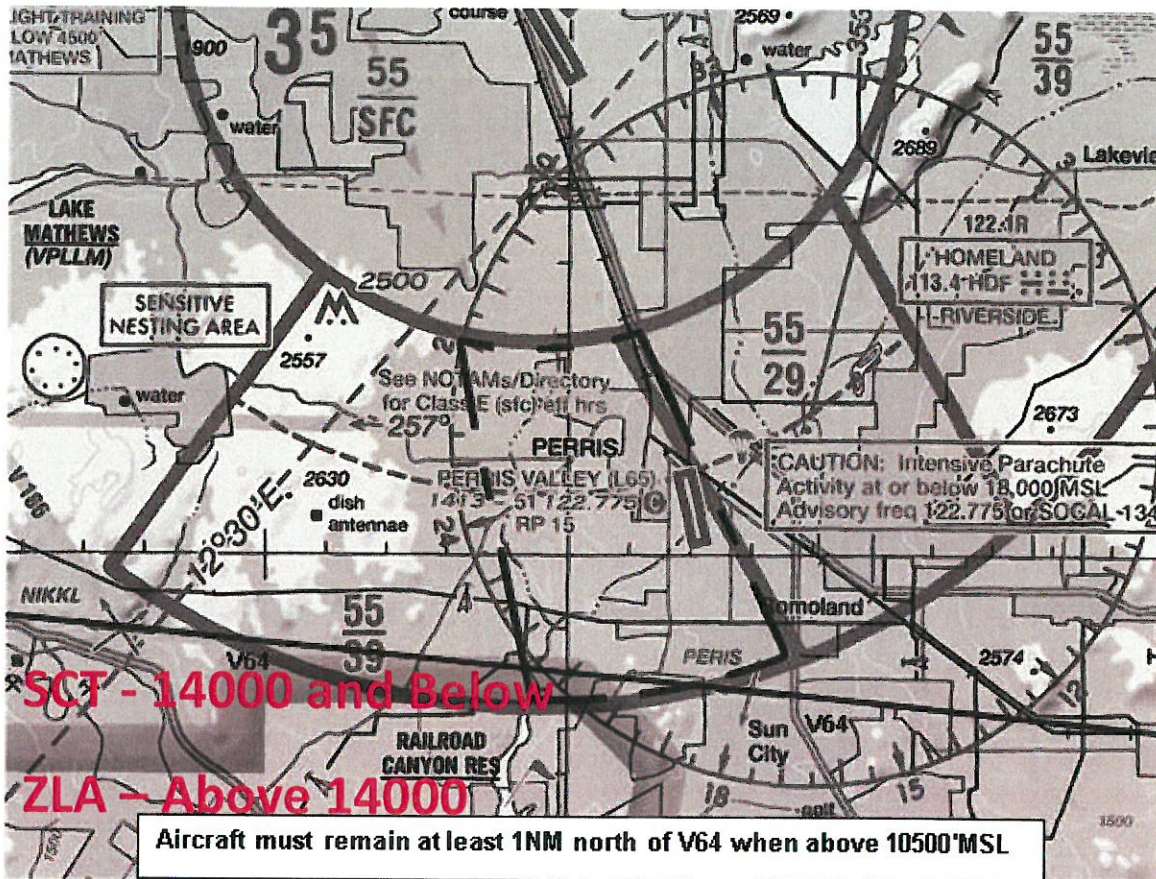 LIGHT TRAINING
LOW 4500'
MATHEWS
1900
35
55
SFC
course
2569
water
355
55
39
water
2689
Lakevie
LAKE
MATHEWS
(VPLLM)
122.1R
HOMELAND
113.4 HDF
RIVERSIDE
2500
SENSITIVE
NESTING AREA
2557
55
29
See NOTAMs/Directory
for Class E (sfc) eff hrs
257°
water
PERRIS
2673
CAUTION: Intensive Parachute
Activity at or below 18,000 MSL
Advisory freq 122.775 or SOCAL 134
2630
dish
antennae
PERRIS VALLEY (L65)
1413 - 51 122.775 C
RP 15
V 186
12°30'E
24
NIKKL
55
39
Homoland
PERIS
2574
V64
SCT - 14000 and Below
12
RAILROAD
CANYON RES
Sun
City
V64
ZLA – Above 14000
18
15
1500
Aircraft must remain at least 1NM north of V64 when above 10500'MSL